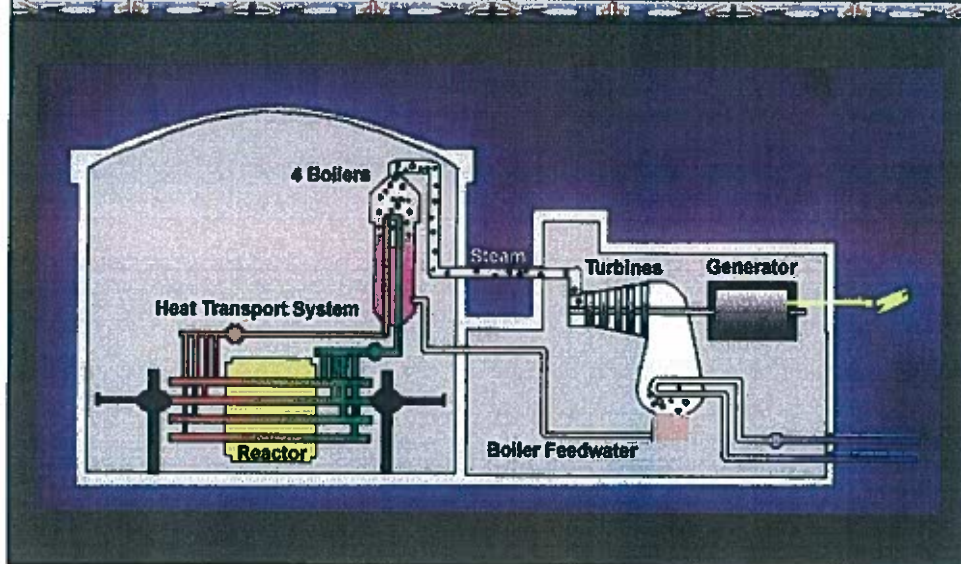 4 Boilers
Steam
Turbines
Generator
Heat Transport System
Reactor
Boiler Feedwater